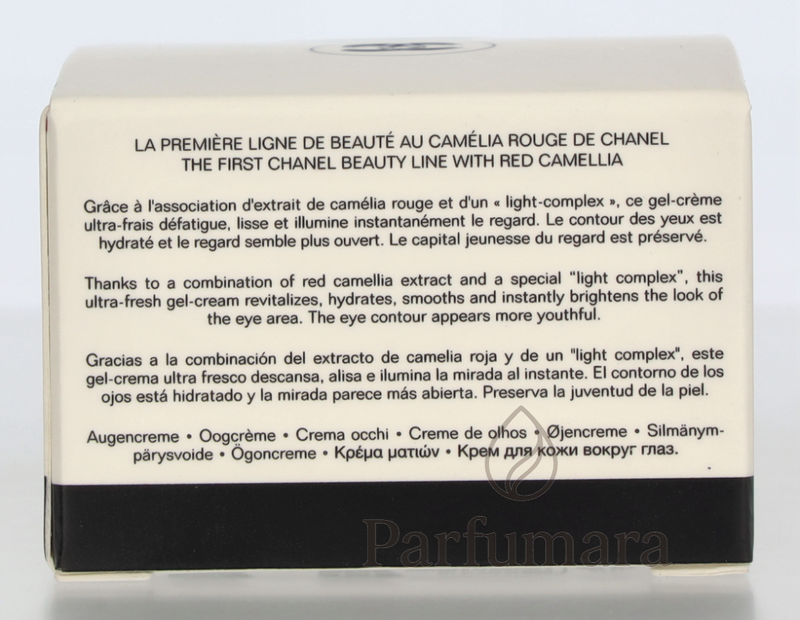 LA PREMIÈRE LIGNE DE BEAUTÉ AU CAMÉLIA ROUGE DE CHANEL
THE FIRST CHANEL BEAUTY LINE WITH RED CAMELLIA
Grâce à l'association d'extrait de camélia rouge et d'un « light-complex », ce gel-crème
ultra-frais défatigue, lisse et illumine instantanément le regard. Le contour des yeux est
hydraté et le regard semble plus ouvert. Le capital jeunesse du regard est préservé.
Thanks to a combination of red camellia extract and a special "light complex", this
ultra-fresh gel-cream revitalizes, hydrates, smooths and instantly brightens the look of
the eye area. The eye contour appears more youthful.
Gracias a la combinación del extracto de camelia roja y de un "light complex", este
gel-crema ultra fresco descansa, alisa e ilumina la mirada al instante. El contorno de los
ojos está hidratado y la mirada parece más abierta. Preserva la juventud de la piel.
Augencreme • Oogcrème • Crema occhi • Creme de olhos • Øjencreme • Silmänym-
pärysvoide • Ögoncreme • Κρέμα ματιών • Крем для кожи вокруг глаз.
Parfumara